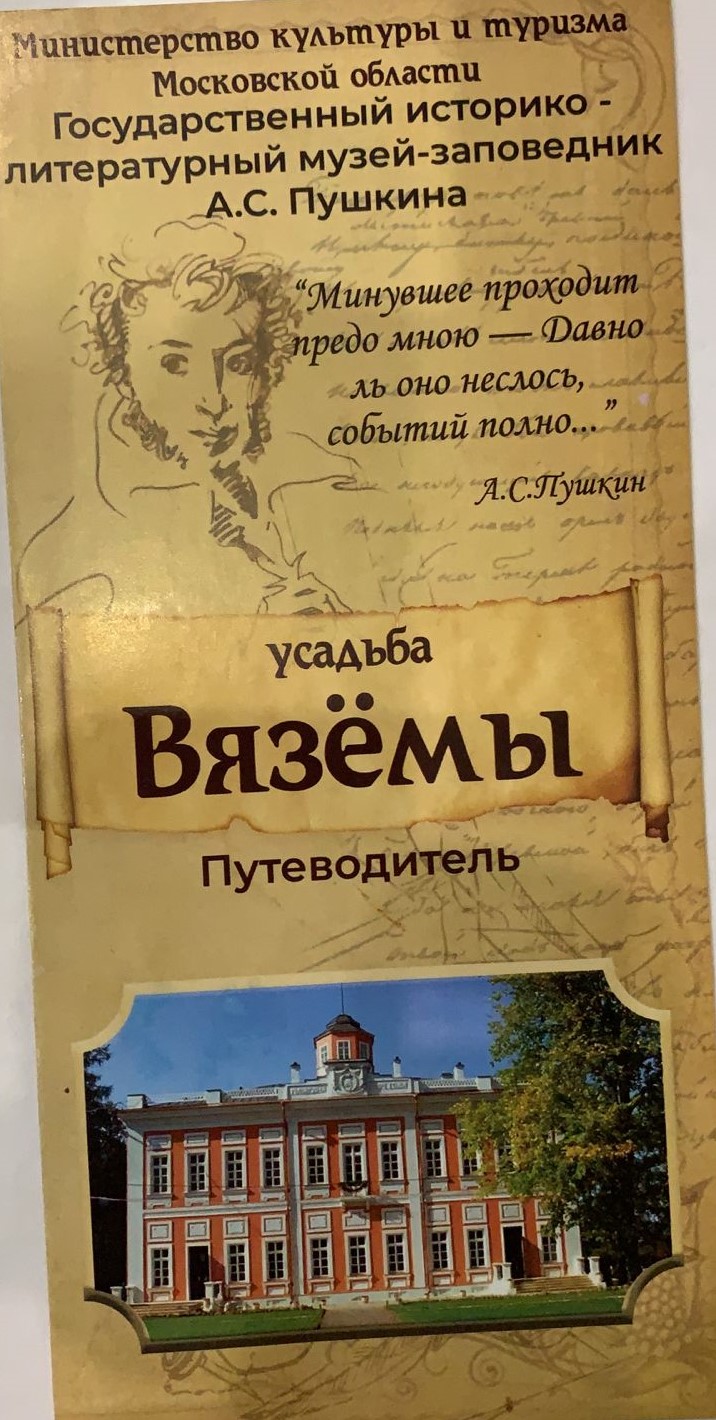 Министерство культуры и туризма
Московской области
Государственный историко -
литературный музей-заповедник
А.С. Пушкина
“Минувшее проходит
предо мною — Давно
ль оно неслось,
событий полно...”
А.С.Пушкин
усадьба
Вязёмы
Путеводитель